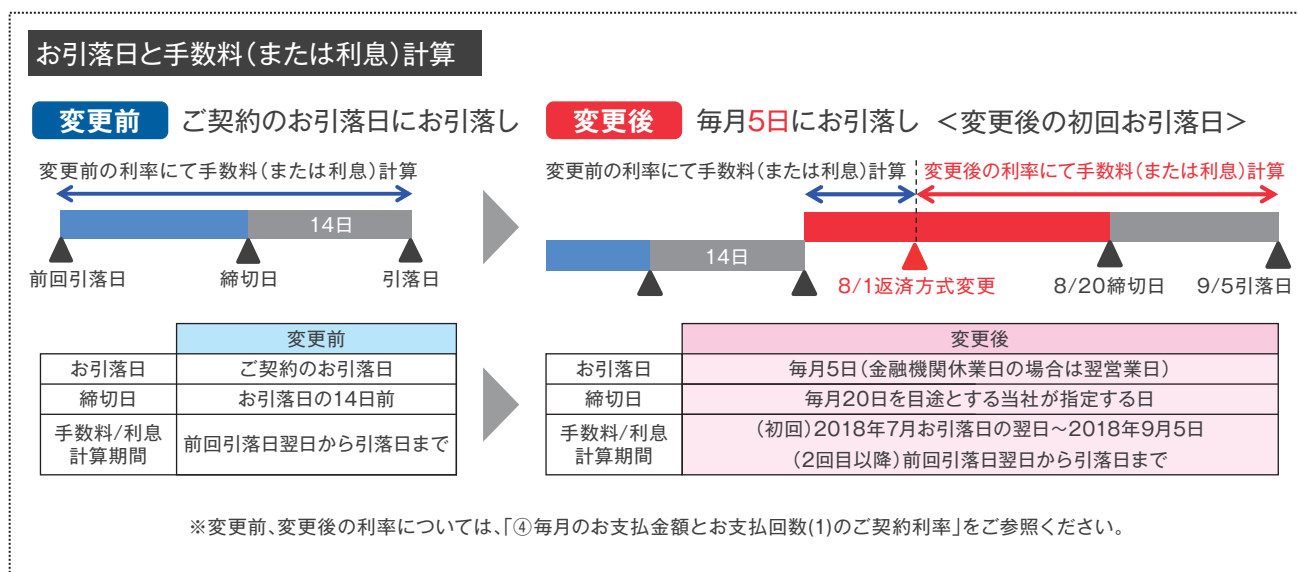 お引落日と手数料(または利息)計算
変更前 ご契約のお引落日にお引落し
変更前の利率にて手数料(または利息)計算
14日
前回引落日 締切日 引落日
変更後 毎月5日にお引落し <変更後の初回お引落日>
変更前の利率にて手数料(または利息)計算 変更後の利率にて手数料(または利息)計算
14日
8/1返済方式変更 8/20締切日 9/5引落日
変更前
お引落日 ご契約のお引落日
締切日 お引落日の14日前
手数料/利息
計算期間
前回引落日翌日から引落日まで
変更後
お引落日 毎月5日(金融機関休業日の場合は翌営業日)
締切日 毎月20日を目途とする当社が指定する日
手数料/利息
計算期間
(初回)2018年7月お引落日の翌日〜2018年9月5日
(2回目以降)前回引落日翌日から引落日まで
※変更前、変更後の利率については、「④毎月のお支払金額とお支払回数(1)のご契約利率」をご参照ください。